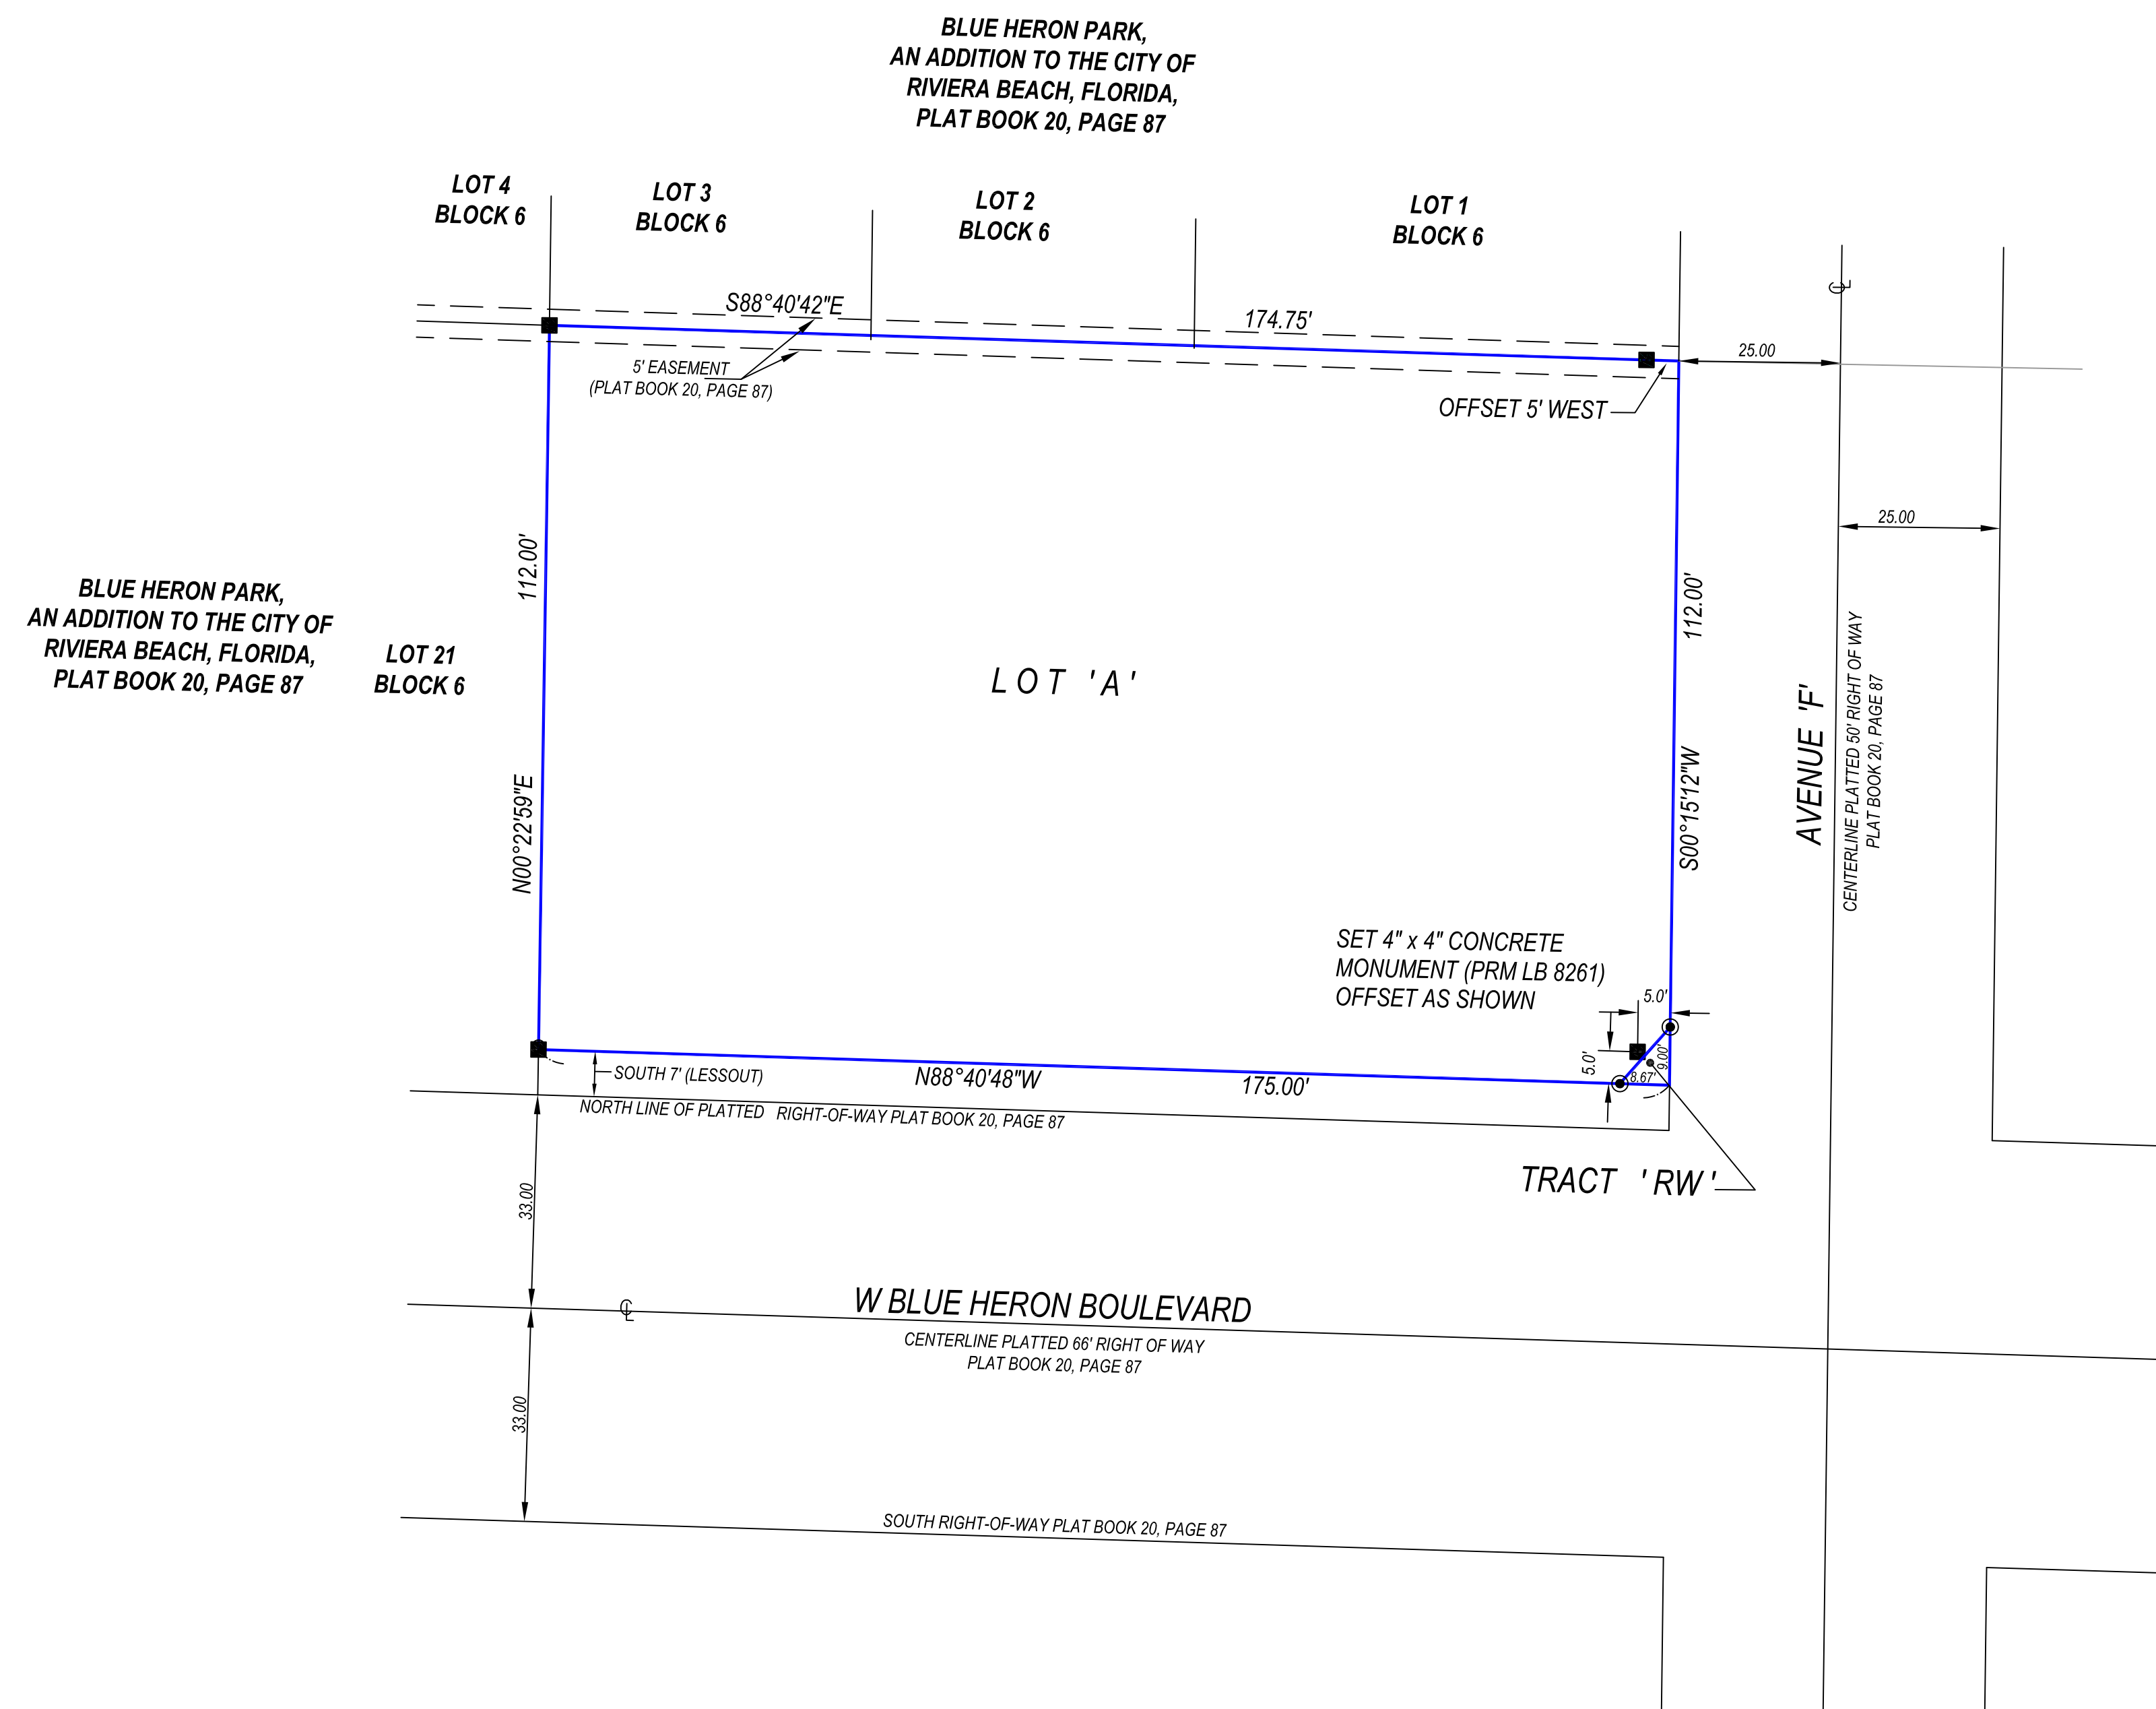 BLUE HERON PARK,
AN ADDITION TO THE CITY OF
RIVIERA BEACH, FLORIDA,
PLAT BOOK 20, PAGE 87
LOT 4
BLOCK 6
LOT 3
BLOCK 6
LOT 2
BLOCK 6
LOT 1
BLOCK 6
S88°40'42"E
174.75'
5' EASEMENT
(PLAT BOOK 20, PAGE 87)
OFFSET 5' WEST
25.00
CL
25.00
112.00'
N00°22'59"E
BLUE HERON PARK,
AN ADDITION TO THE CITY OF
RIVIERA BEACH, FLORIDA,
PLAT BOOK 20, PAGE 87
LOT 21
BLOCK 6
LOT 'A'
112.00'
S00°15'12"W
AVENUE 'F'
CENTERLINE PLATTED 50' RIGHT OF WAY
PLAT BOOK 20, PAGE 87
SET 4" x 4" CONCRETE
MONUMENT (PRM LB 8261)
OFFSET AS SHOWN
5.0'
5.0'
9.00'
8.67'
SOUTH 7' (LESSOUT)
N88°40'48"W
175.00'
NORTH LINE OF PLATTED RIGHT-OF-WAY PLAT BOOK 20, PAGE 87
TRACT 'RW'
33.00
CL
W BLUE HERON BOULEVARD
CENTERLINE PLATTED 66' RIGHT OF WAY
PLAT BOOK 20, PAGE 87
33.00
SOUTH RIGHT-OF-WAY PLAT BOOK 20, PAGE 87